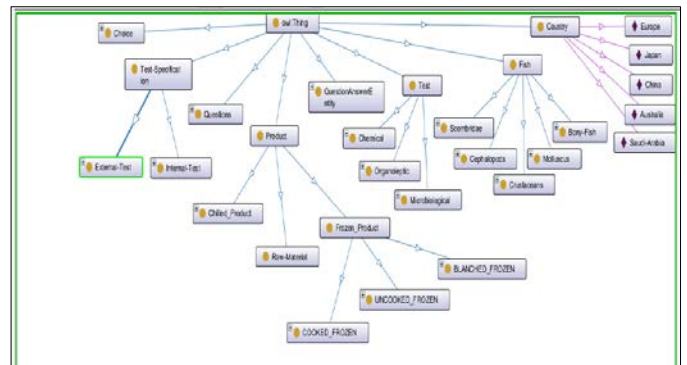 owl:Thing
Country
Europe
Choice
Japan
Test-Specificat
ion
Test
Fish
China
QuestionAnswerE
ntity
Questions
Australia
Product
Chemical
Scombridae
Bony-Fish
Saudi-Arabia
External-Test
Internal-Test
Organoleptic
Cephalopods
Molluscus
Crustaceans
Chilled_Product
Microbiological
Frozen_Product
Raw-Material
BLANCHED_FROZEN
UNCOOKED_FROZEN
COOKED_FROZEN